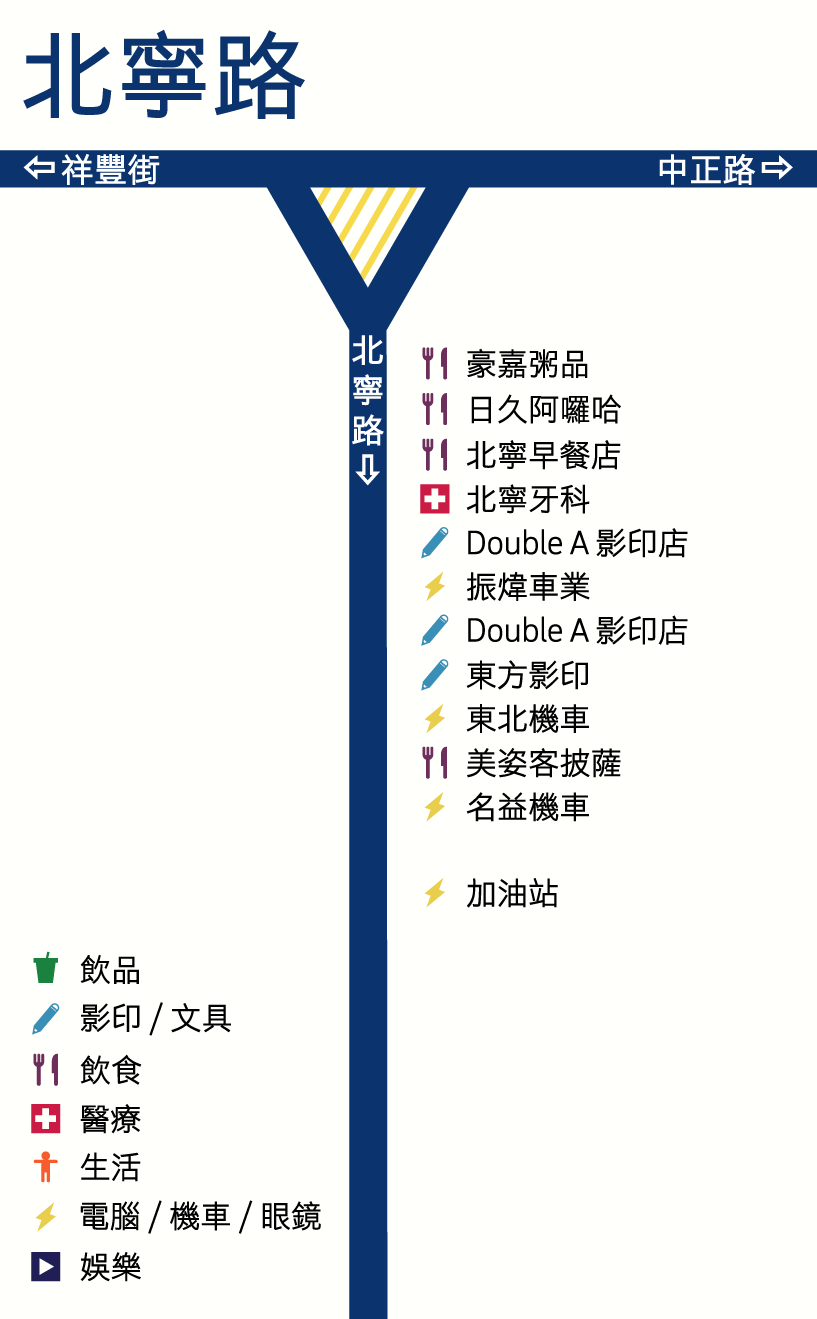 北寧路
祥豐街
中正路
北寧路
豪嘉粥品
日久阿囉哈
北寧早餐店
北寧牙科
Double A 影印店
振煒車業
Double A 影印店
東方影印
東北機車
美姿客披薩
名益機車
加油站
飲品
影印 / 文具
飲食
醫療
生活
電腦 / 機車 / 眼鏡
娛樂